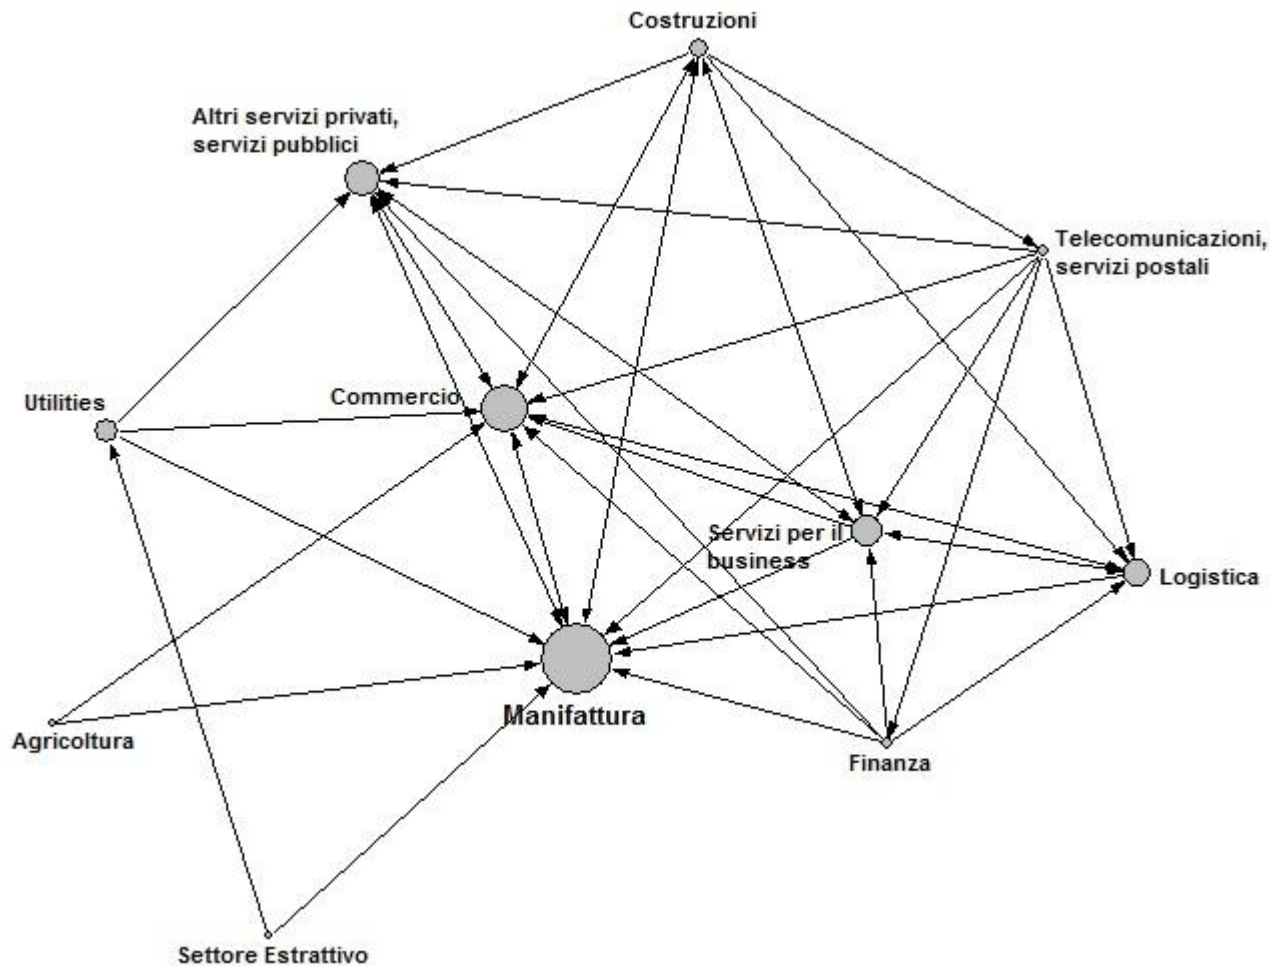 Costruzioni
Altri servizi privati,
servizi pubblici
Telecomunicazioni,
servizi postali
Utilities
Commercio
Servizi per il
business
Logistica
Manifattura
Agricoltura
Finanza
Settore Estrattivo